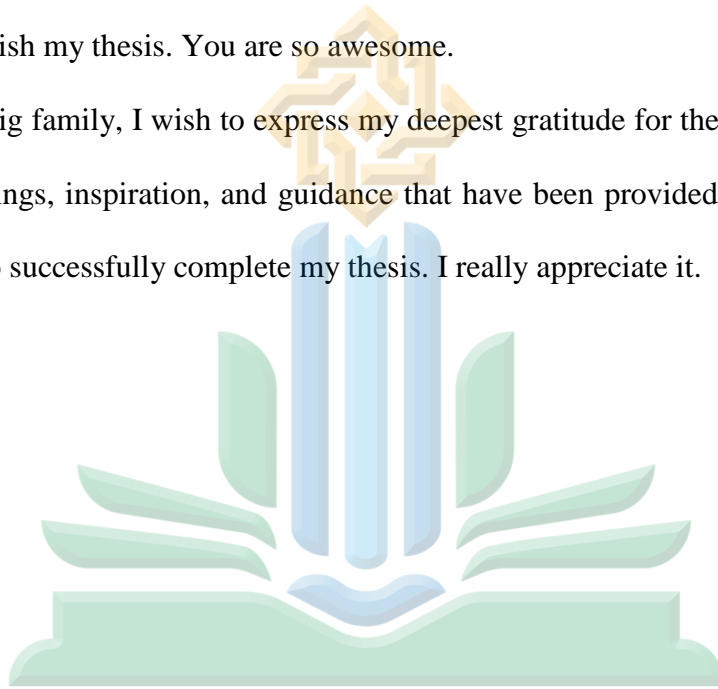 ish my thesis. You are so awesome.
ig family, I wish to express my deepest gratitude for the
ings, inspiration, and guidance that have been provided
successfully complete my thesis. I really appreciate it.